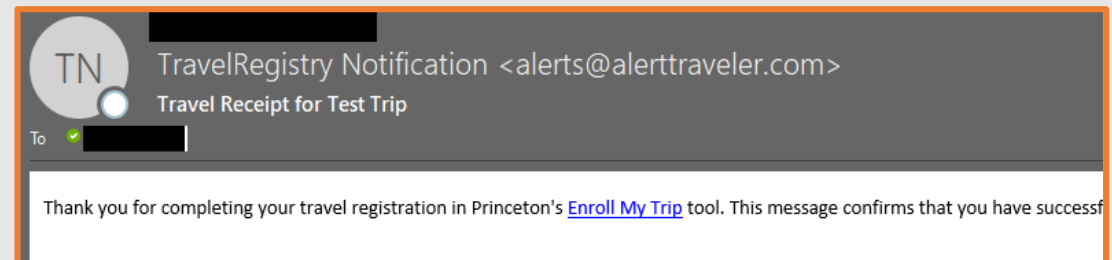 TN
TravelRegistry Notification <alerts@alerttraveler.com>
Travel Receipt for Test Trip
To
Thank you for completing your travel registration in Princeton's Enroll My Trip tool. This message confirms that you have successf